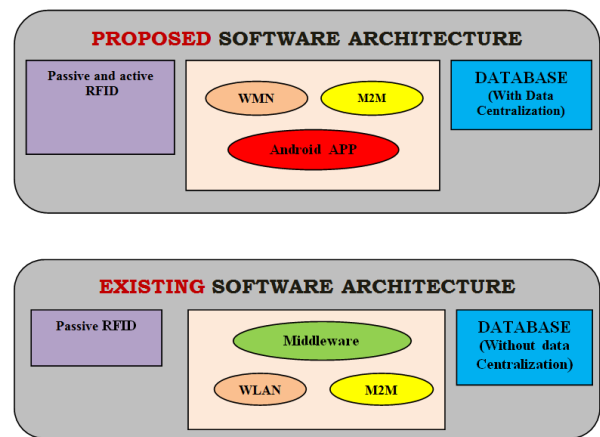 PROPOSED SOFTWARE ARCHITECTURE
Passive and active
RFID
WMN
M2M
Android APP
DATABASE
(With Data
Centralization)
EXISTING SOFTWARE ARCHITECTURE
Passive RFID
Middleware
WLAN
M2M
DATABASE
(Without data
Centralization)